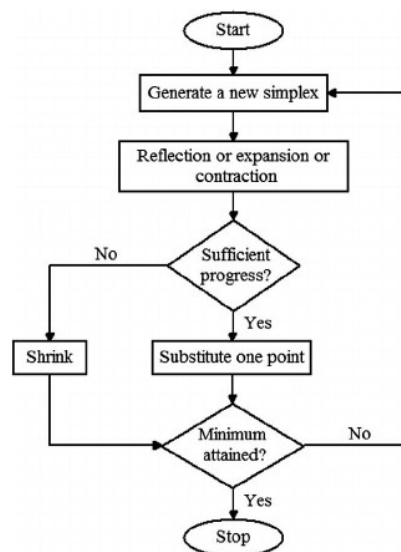 Start
Generate a new simplex
Reflection or expansion or
contraction
Sufficient
progress?
No
Yes
Shrink
Substitute one point
Minimum
attained?
No
Yes
Stop